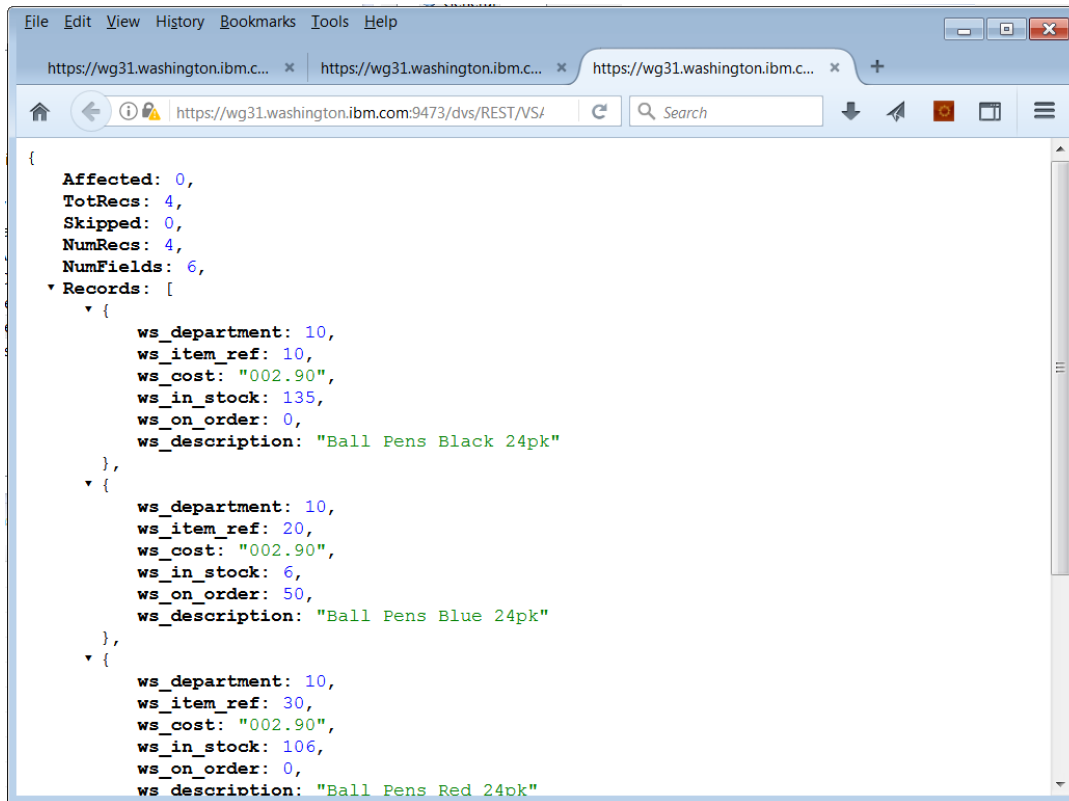 File Edit View History Bookmarks Tools Help
https://wg31.washington.ibm.c... × https://wg31.washington.ibm.c... × https://wg31.washington.ibm.c... × +
https://wg31.washington.ibm.com:9473/dvs/REST/VSA Search
{
Affected: 0,
TotRecs: 4,
Skipped: 0,
NumRecs: 4,
NumFields: 6,
Records: [
{
ws_department: 10,
ws_item_ref: 10,
ws_cost: "002.90",
ws_in_stock: 135,
ws_on_order: 0,
ws_description: "Ball Pens Black 24pk"
},
{
ws_department: 10,
ws_item_ref: 20,
ws_cost: "002.90",
ws_in_stock: 6,
ws_on_order: 50,
ws_description: "Ball Pens Blue 24pk"
},
{
ws_department: 10,
ws_item_ref: 30,
ws_cost: "002.90",
ws_in_stock: 106,
ws_on_order: 0,
ws_description: "Ball Pens Red 24pk"